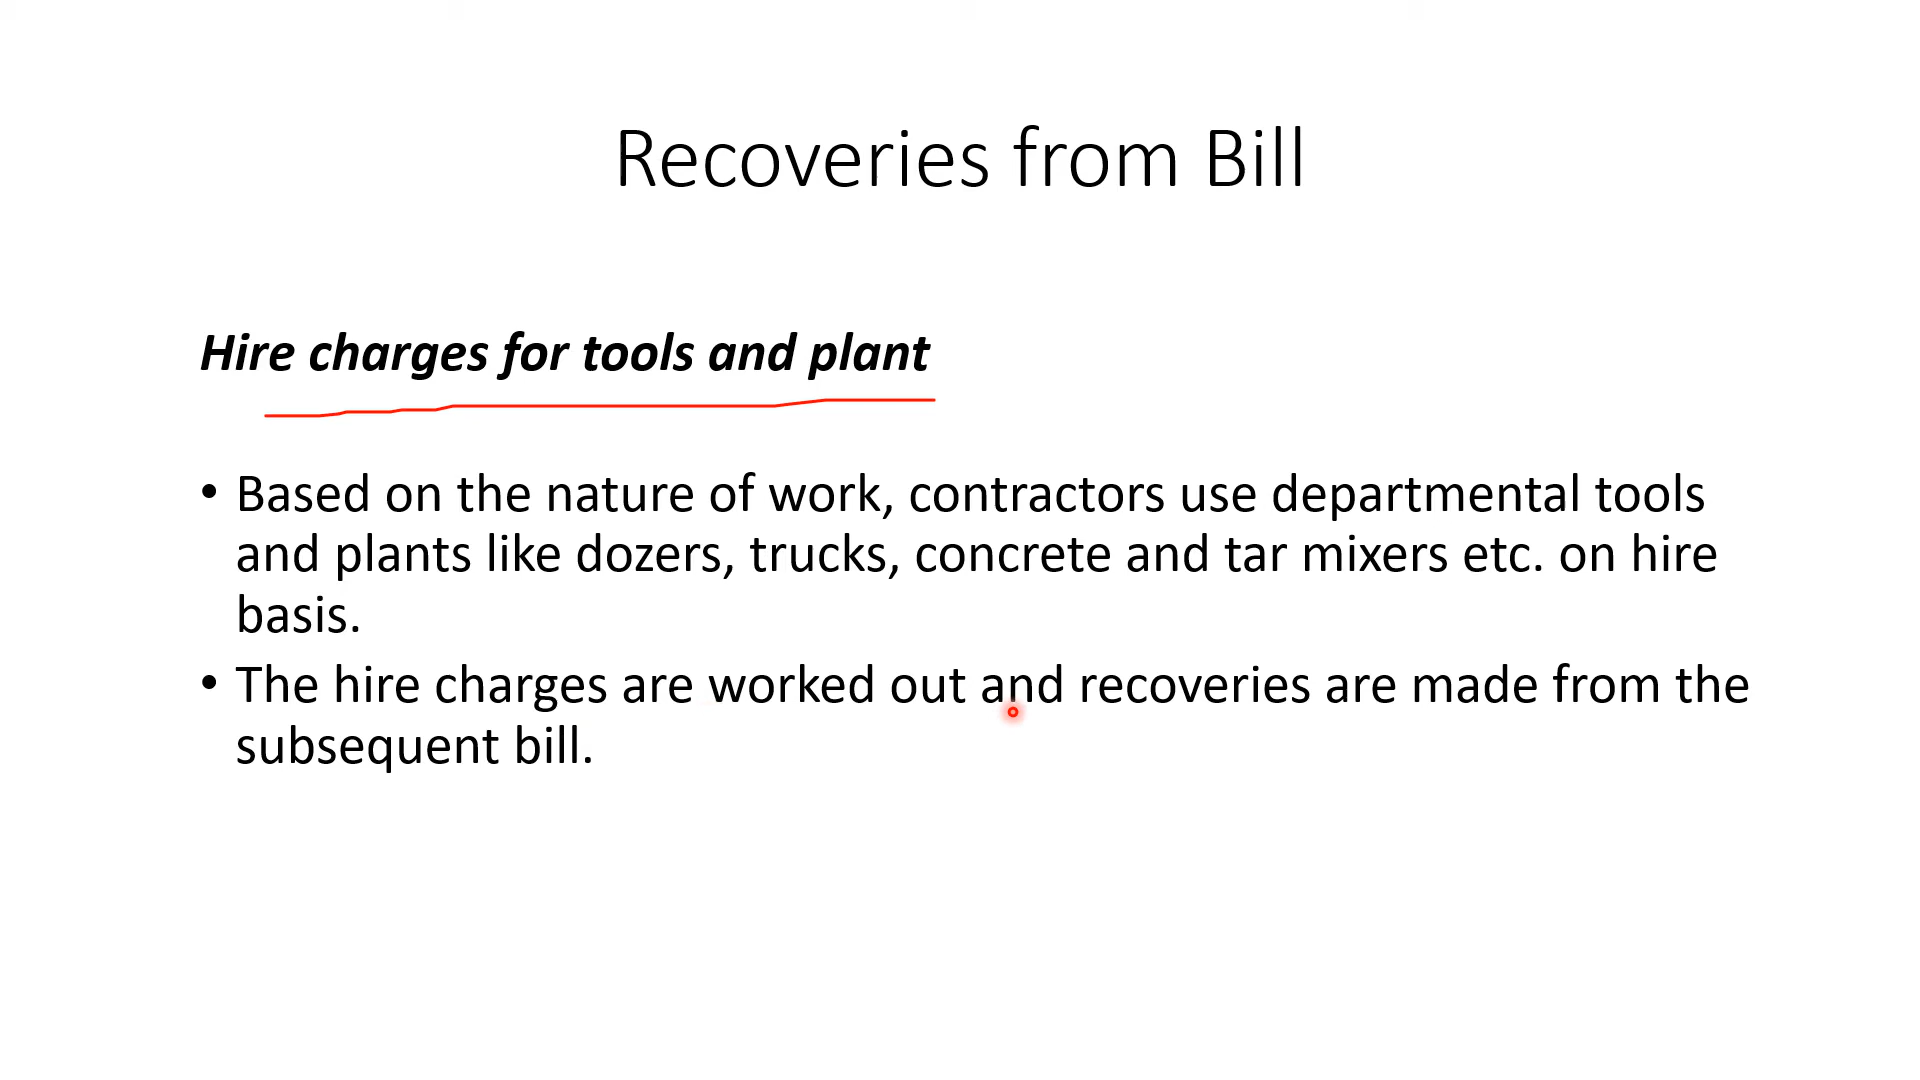 Recoveries from Bill
Hire charges for tools and plant
• Based on the nature of work, contractors use departmental tools
and plants like dozers, trucks, concrete and tar mixers etc. on hire
basis.
• The hire charges are worked out and recoveries are made from the
subsequent bill.